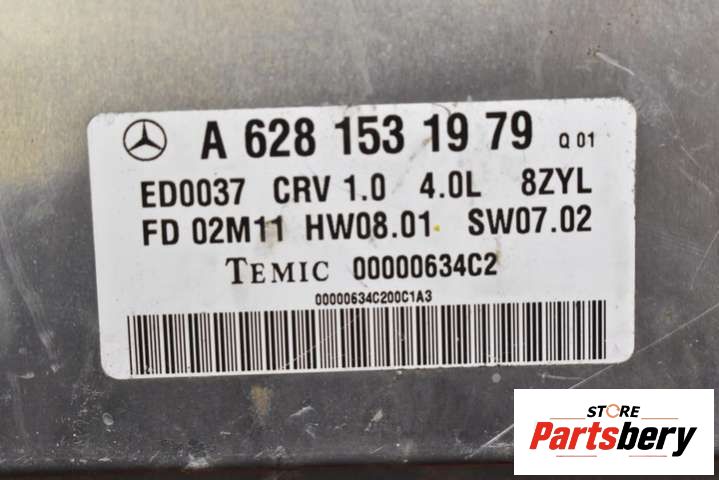 A 628 153 19 79 Q 01
ED0037 CRV 1.0 4.0L 8ZYL
FD 02M11 HW08.01 SW07.02
TEMIC 00000634C2
00000634C200C1A3
STORE
Partsbery